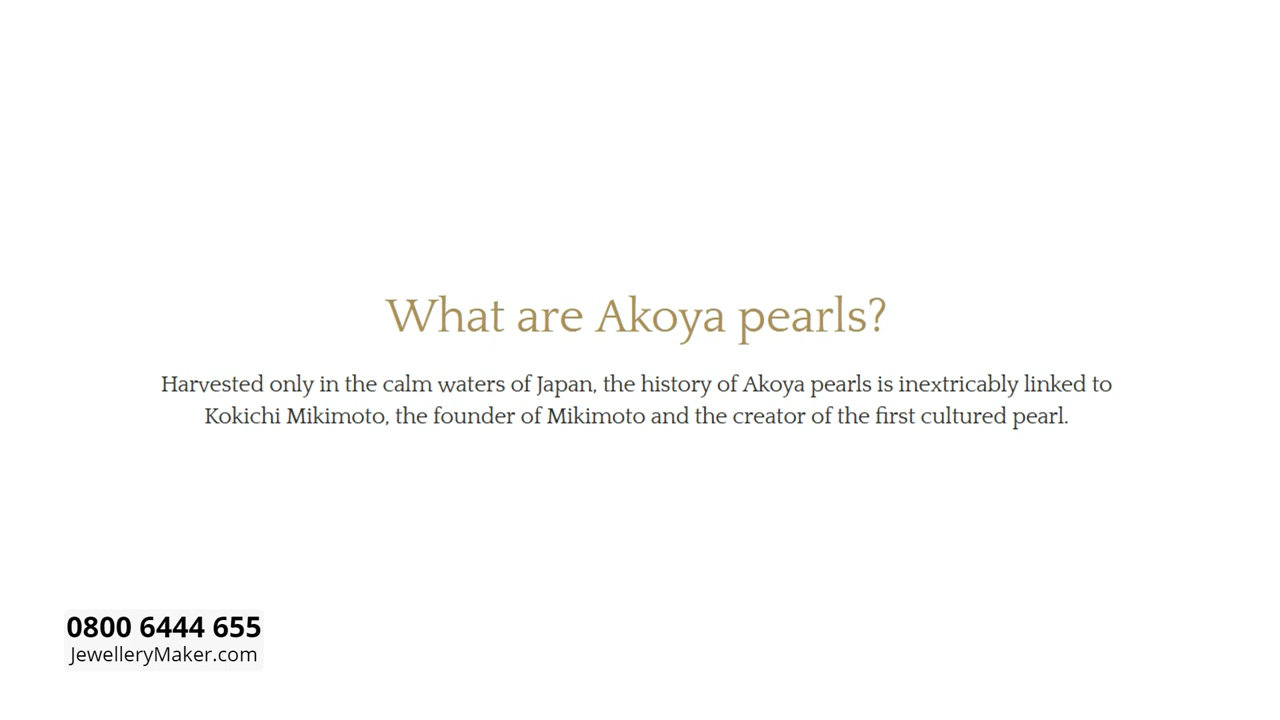 What are Akoya pearls?
Harvested only in the calm waters of Japan, the history of Akoya pearls is inextricably linked to
Kokichi Mikimoto, the founder of Mikimoto and the creator of the first cultured pearl.
0800 6444 655
JewelleryMaker.com